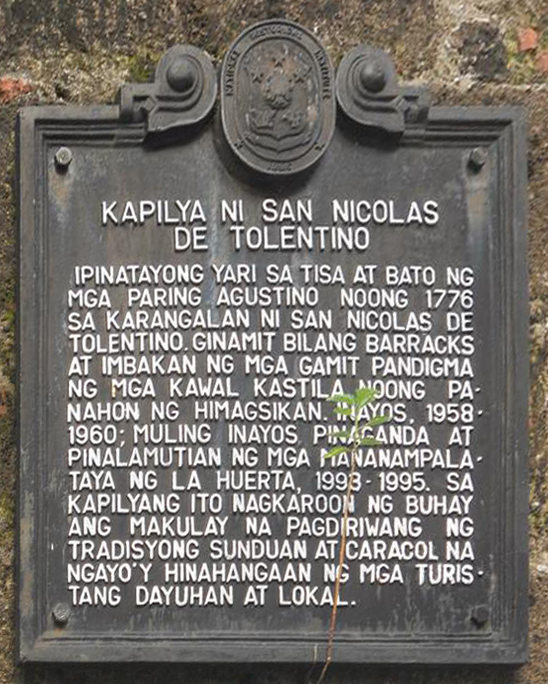 KAPILYA NI SAN NICOLAS
DE TOLENTINO
IPINATAYONG YARI SA TISA AT BATO NG
MGA PARING AGUSTINO NOONG 1776
SA KARANGALAN NI SAN NICOLAS DE
TOLENTINO. GINAMIT BILANG BARRACKS
AT IMBAKAN NG MGA GAMIT PANDIGMA
NG MGA KAWAL KASTILA NOONG PA-
NAHON NG HIMAGSIKAN. INAYOS, 1958-
1960; MULING INAYOS, PINAGANDA AT
PINALAMUTIAN NG MGA MANANAMPALA-
TAYA NG LA HUERTA, 1993-1995. SA
KAPILYANG ITO NAGKAROON NG BUHAY
ANG MAKULAY NA PAGDIRIWANG NG
TRADISYONG SUNDUAN AT CARACOL NA
NGAYO'Y HINAHANGAAN NG MGA TURIS-
TANG DAYUHAN AT LOKAL.